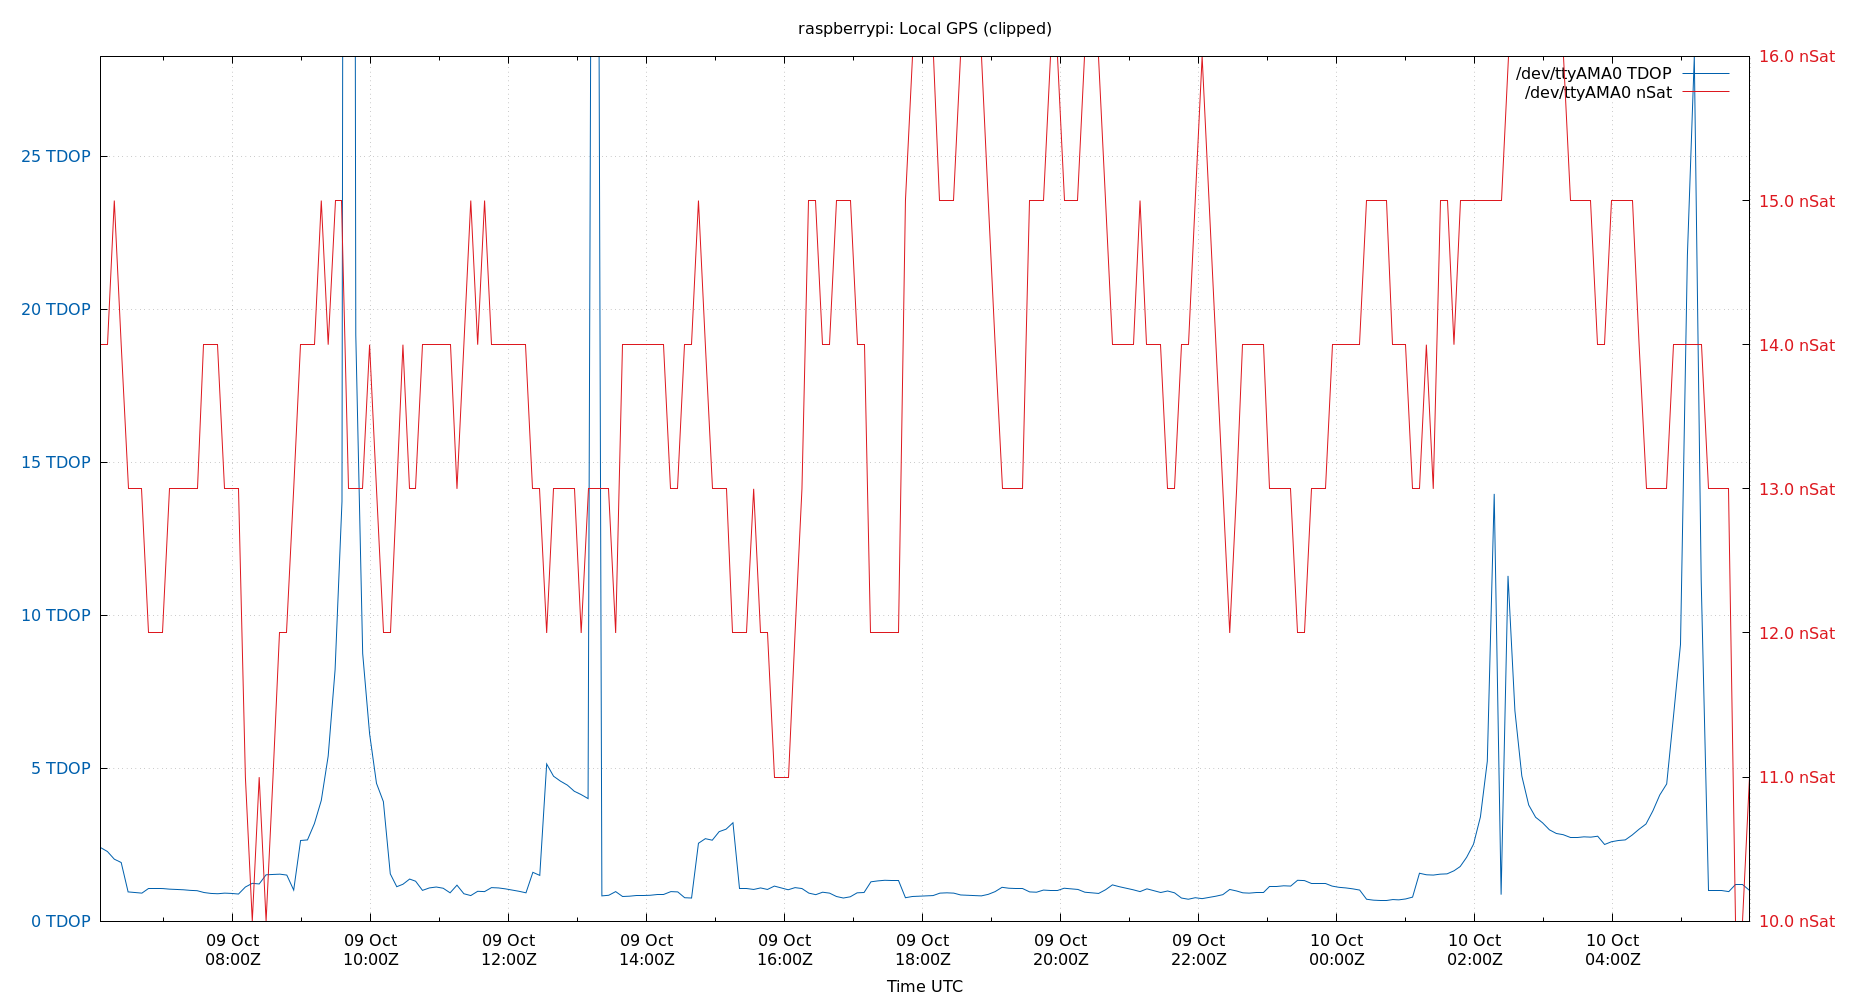 raspberrypi: Local GPS (clipped)
/dev/ttyAMA0 TDOP
/dev/ttyAMA0 nSat
25 TDOP
20 TDOP
15 TDOP
10 TDOP
5 TDOP
0 TDOP
16.0 nSat
15.0 nSat
14.0 nSat
13.0 nSat
12.0 nSat
11.0 nSat
10.0 nSat
09 Oct
08:00Z
09 Oct
10:00Z
09 Oct
12:00Z
09 Oct
14:00Z
09 Oct
16:00Z
09 Oct
18:00Z
09 Oct
20:00Z
09 Oct
22:00Z
10 Oct
00:00Z
10 Oct
02:00Z
10 Oct
04:00Z
Time UTC